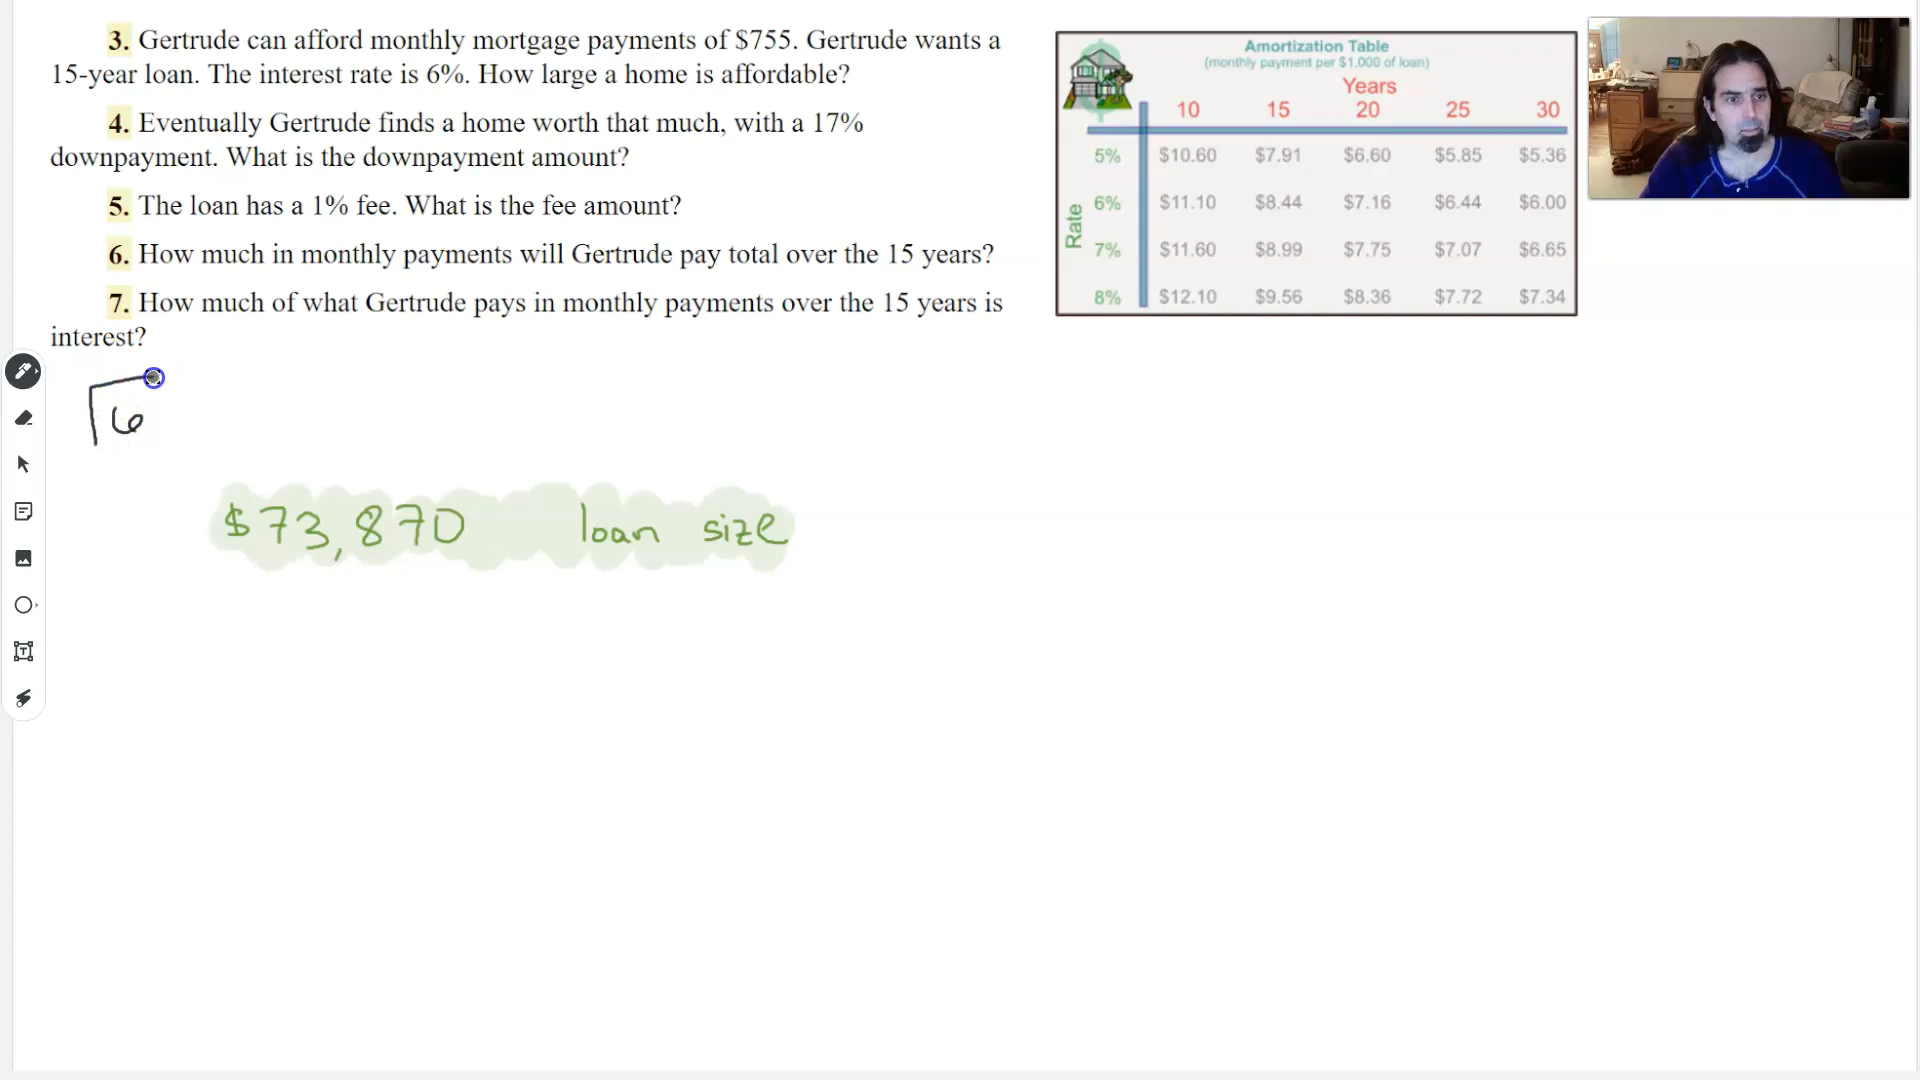 3. Gertrude can afford monthly mortgage payments of $755. Gertrude wants a
15-year loan. The interest rate is 6%. How large a home is affordable?
4. Eventually Gertrude finds a home worth that much, with a 17%
downpayment. What is the downpayment amount?
5. The loan has a 1% fee. What is the fee amount?
6. How much in monthly payments will Gertrude pay total over the 15 years?
7. How much of what Gertrude pays in monthly payments over the 15 years is
interest?
Amortization Table
(monthly payment per $1,000 of loan)
Years
10 15 20 25 30
Rate
5% $10.60 $7.91 $6.60 $5.85 $5.36
6% $11.10 $8.44 $7.16 $6.44 $6.00
7% $11.60 $8.99 $7.75 $7.07 $6.65
8% $12.10 $9.56 $8.36 $7.72 $7.34
6
$73,870 loan size